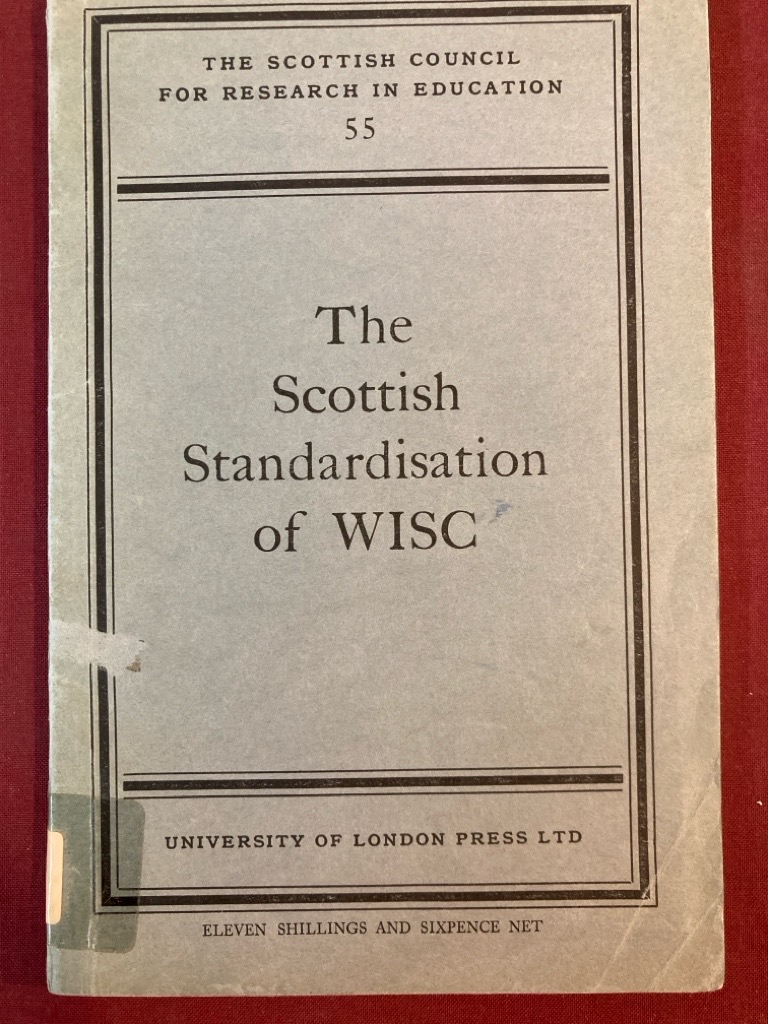 THE SCOTTISH COUNCIL
FOR RESEARCH IN EDUCATION
55
The
Scottish
Standardisation
of WISC
UNIVERSITY OF LONDON PRESS LTD
ELEVEN SHILLINGS AND SIXPENCE NET